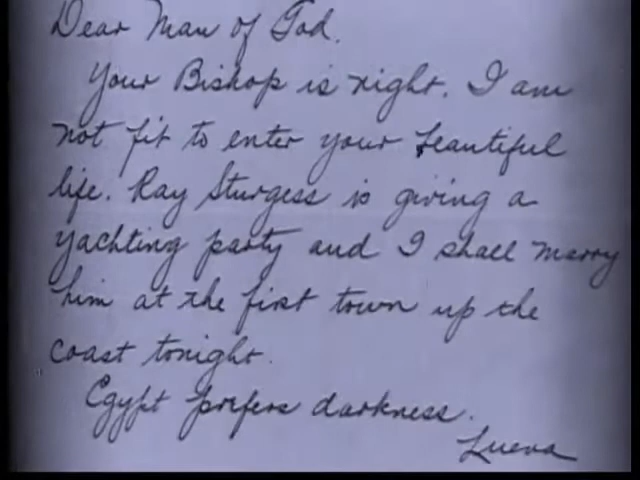 Dear Man of God.
Your Bishop is right. I am
not fit to enter your beautiful
life. Ray Sturgess is giving a
yachting party and I shall marry
him at the first town up the
coast tonight.
Egypt prefers darkness.
Lueva